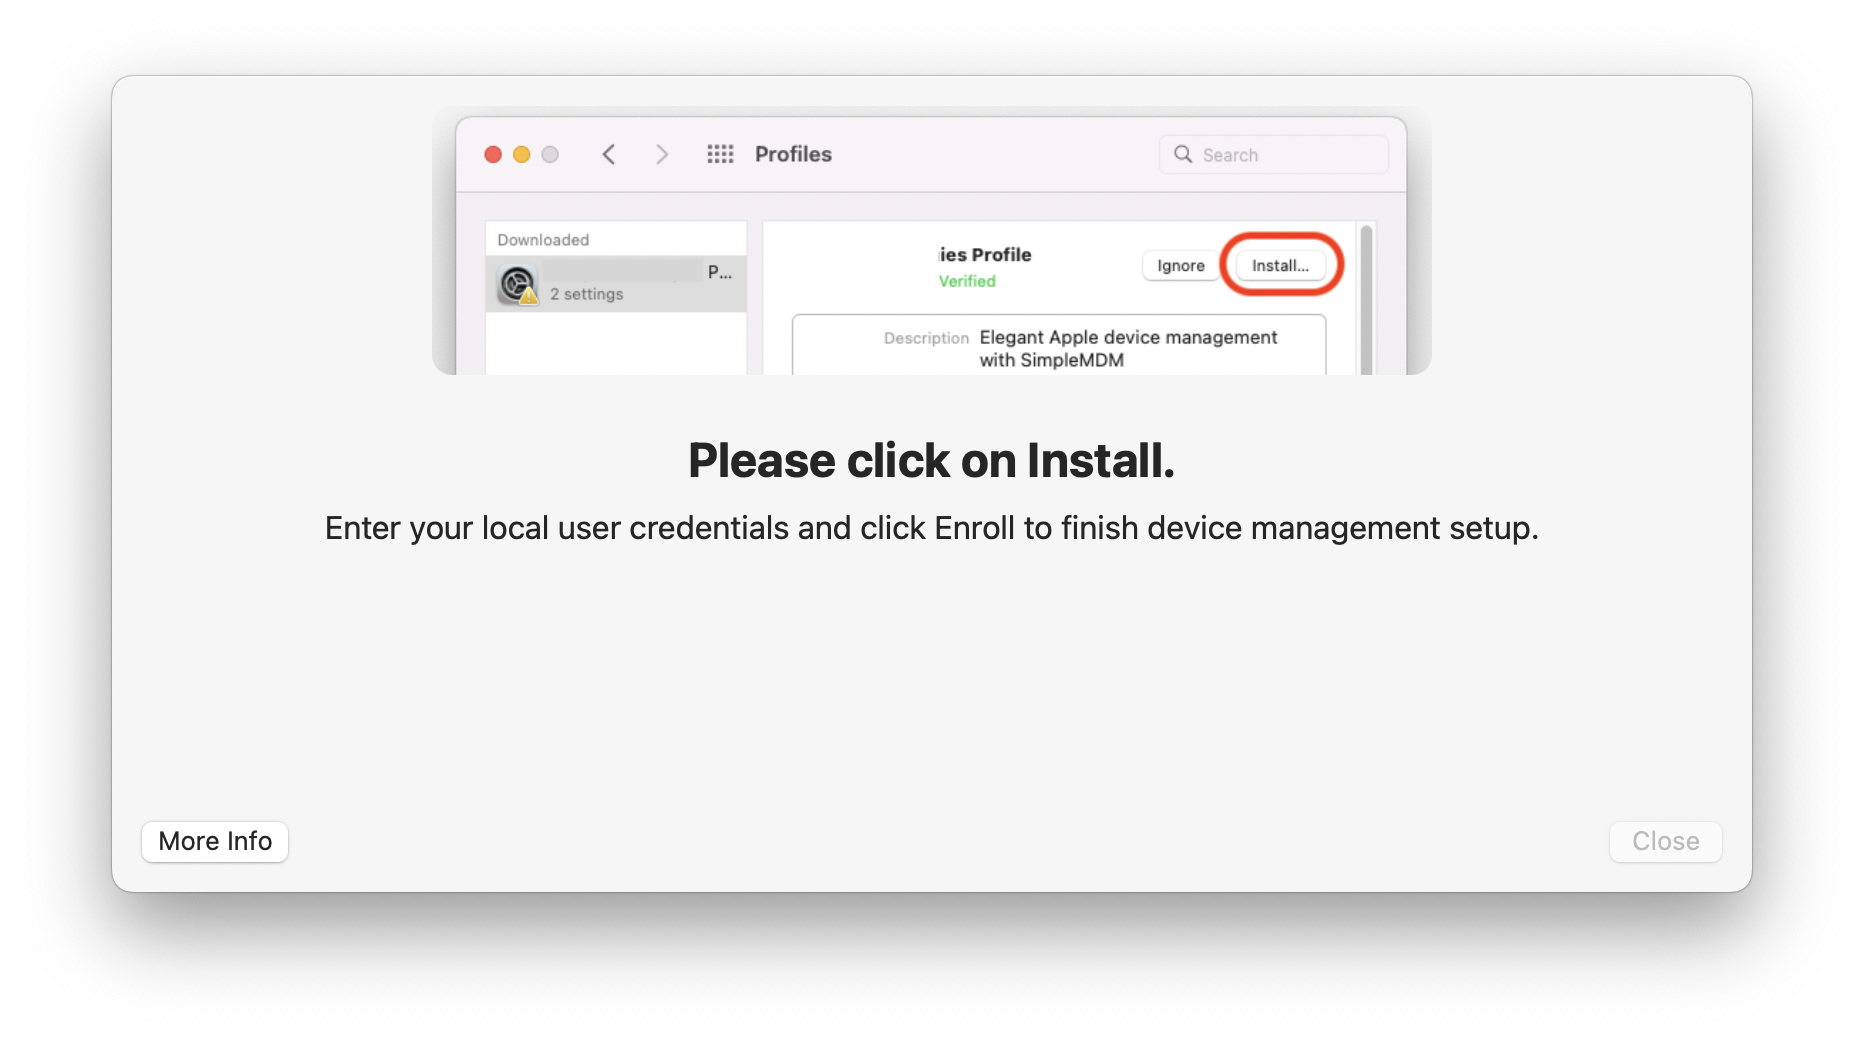 Profiles
Search
Downloaded
P...
2 settings
ies Profile
Verified
Ignore
Install...
Description Elegant Apple device management
with SimpleMDM
Please click on Install.
Enter your local user credentials and click Enroll to finish device management setup.
More Info
Close